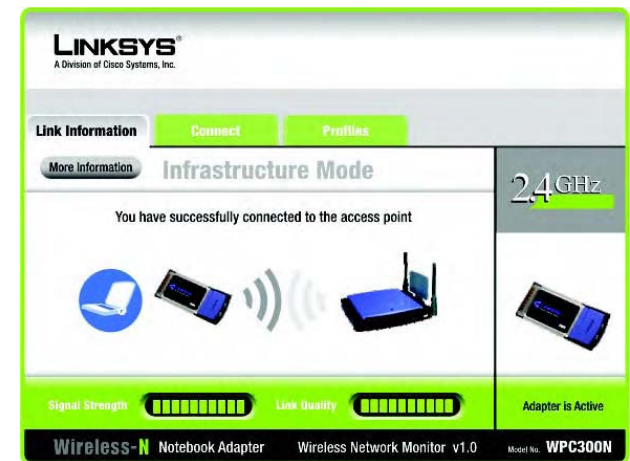 LINKSYS®
A Division of Cisco Systems, Inc.
Link Information Connect Profiles
More Information Infrastructure Mode
2.4GHz
You have successfully connected to the access point
Signal Strength Link Quality Adapter is Active
Wireless-N Notebook Adapter Wireless Network Monitor v1.0 Model No. WPC300N